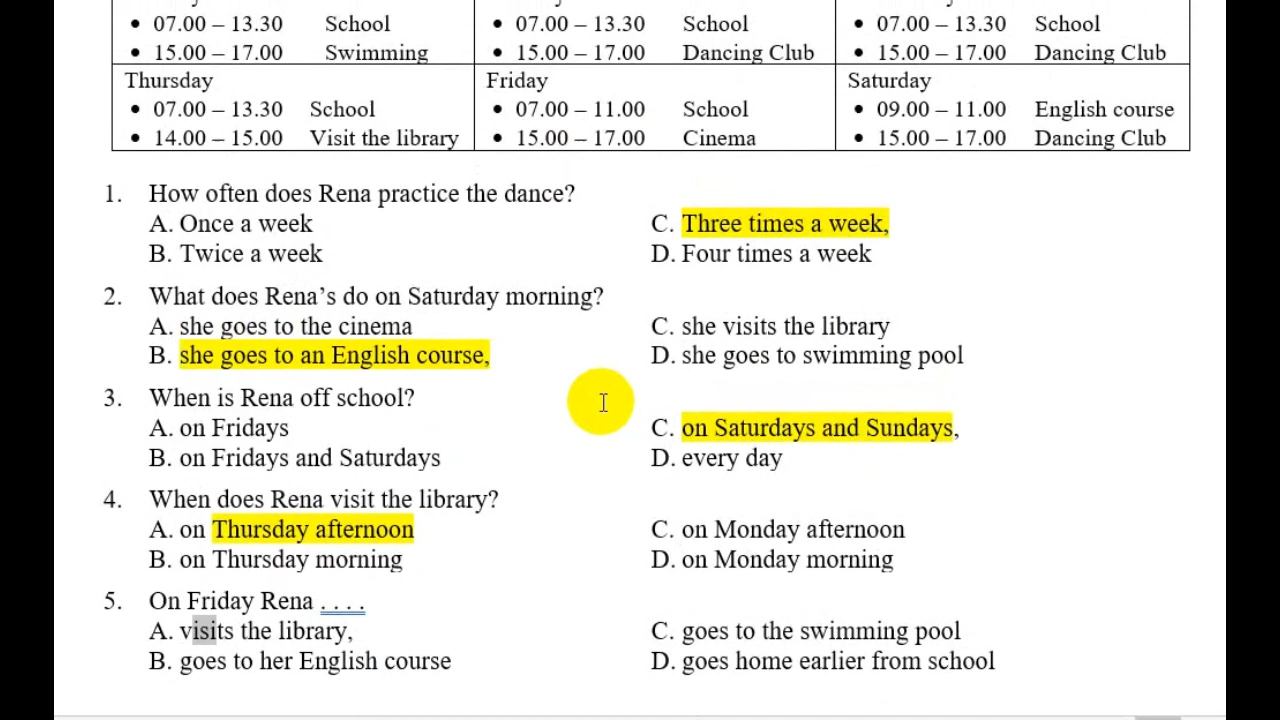 • 07.00 – 13.30 School • 07.00 – 13.30 School • 07.00 – 13.30 School
• 15.00 – 17.00 Swimming • 15.00 – 17.00 Dancing Club • 15.00 – 17.00 Dancing Club
Thursday Friday Saturday
• 07.00 – 13.30 School • 07.00 – 11.00 School • 09.00 – 11.00 English course
• 14.00 – 15.00 Visit the library • 15.00 – 17.00 Cinema • 15.00 – 17.00 Dancing Club
1. How often does Rena practice the dance?
A. Once a week C. Three times a week,
B. Twice a week D. Four times a week
2. What does Rena’s do on Saturday morning?
A. she goes to the cinema C. she visits the library
B. she goes to an English course, D. she goes to swimming pool
3. When is Rena off school?
A. on Fridays C. on Saturdays and Sundays,
B. on Fridays and Saturdays D. every day
4. When does Rena visit the library?
A. on Thursday afternoon C. on Monday afternoon
B. on Thursday morning D. on Monday morning
5. On Friday Rena . . . .
A. visits the library, C. goes to the swimming pool
B. goes to her English course D. goes home earlier from school